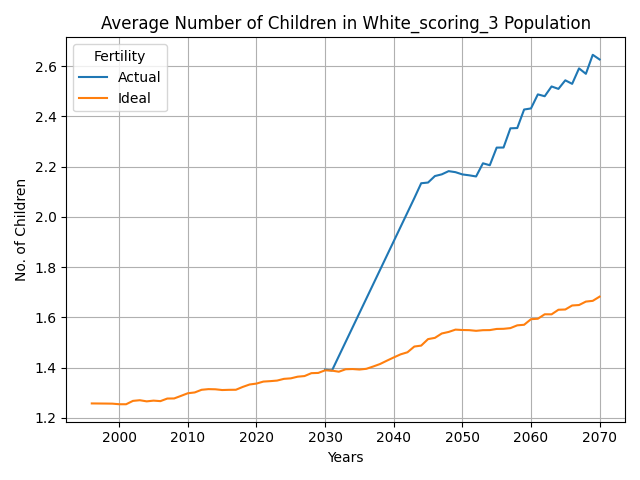 Average Number of Children in White_scoring_3 Population
Fertility
Actual
Ideal
No. of Children
2.6
2.4
2.2
2.0
1.8
1.6
1.4
1.2
2000 2010 2020 2030 2040 2050 2060 2070
Years